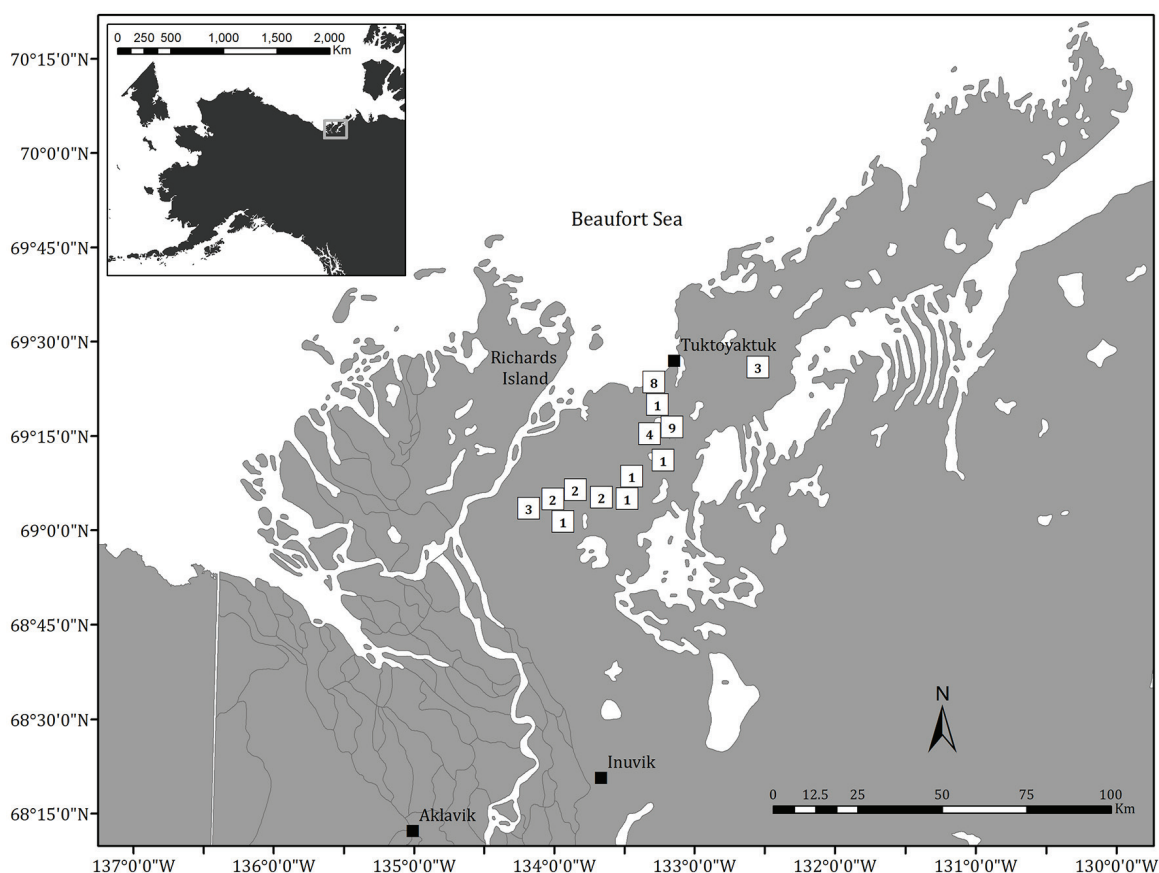 0 250 500 1,000 1,500 2,000
Km
70°15'0"N
70°0'0"N
69°45'0"N
69°30'0"N
69°15'0"N
69°0'0"N
68°45'0"N
68°30'0"N
68°15'0"N
Beaufort Sea
Richards
Island
Tuktoyaktuk
3
8
1
9
4
1
1
2
2
2
1
3
1
N
Inuvik
Aklavik
0 12.5 25 50 75 100
Km
137°0'0"W 136°0'0"W 135°0'0"W 134°0'0"W 133°0'0"W 132°0'0"W 131°0'0"W 130°0'0"W